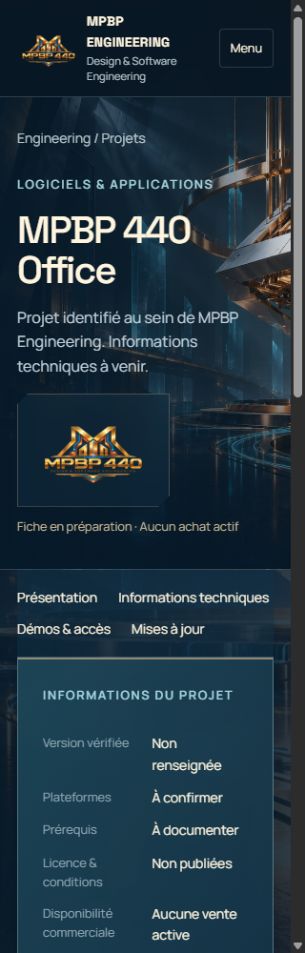 MPBP
ENGINEERING
Design & Software
Engineering
Menu
Engineering / Projets
LOGICIELS & APPLICATIONS
MPBP 440
Office
Projet identifié au sein de MPBP
Engineering. Informations
techniques à venir.
MPBP 440
Fiche en préparation · Aucun achat actif
Présentation Informations techniques
Démos & accès Mises à jour
INFORMATIONS DU PROJET
Version vérifiée Non
renseignée
Plateformes À confirmer
Prérequis À documenter
Licence & Non publiées
conditions
Disponibilité Aucune vente
commerciale active